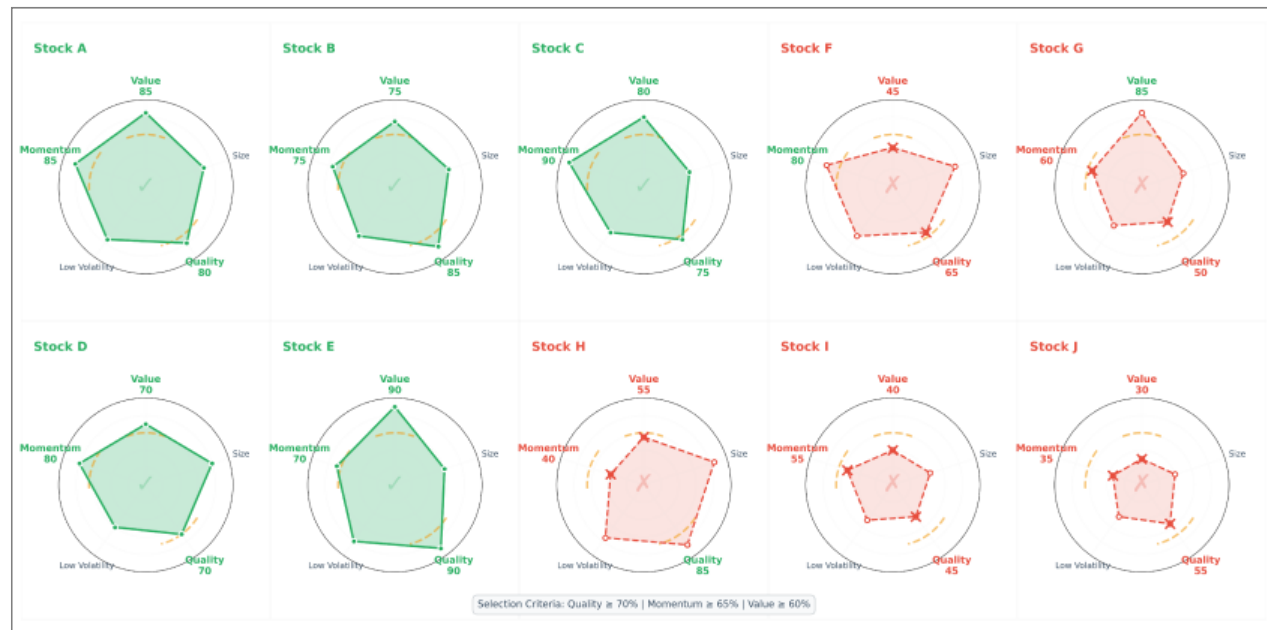 Stock A
Value
85
Momentum
85
Size
✓
Low Volatility
Quality
80
Stock B
Value
75
Momentum
75
Size
✓
Low Volatility
Quality
85
Stock C
Value
80
Momentum
90
Size
✓
Low Volatility
Quality
75
Stock F
Value
45
Momentum
80
Size
✗
Low Volatility
Quality
65
Stock G
Value
85
Momentum
60
Size
✗
Low Volatility
Quality
50
Stock D
Value
70
Momentum
80
Size
✓
Low Volatility
Quality
70
Stock E
Value
90
Momentum
70
Size
✓
Low Volatility
Quality
90
Stock H
Value
55
Momentum
40
Size
✗
Low Volatility
Quality
85
Stock I
Value
40
Momentum
55
Size
✗
Low Volatility
Quality
45
Stock J
Value
30
Momentum
35
Size
✗
Low Volatility
Quality
55
Selection Criteria: Quality ≥ 70% | Momentum ≥ 65% | Value ≥ 60%